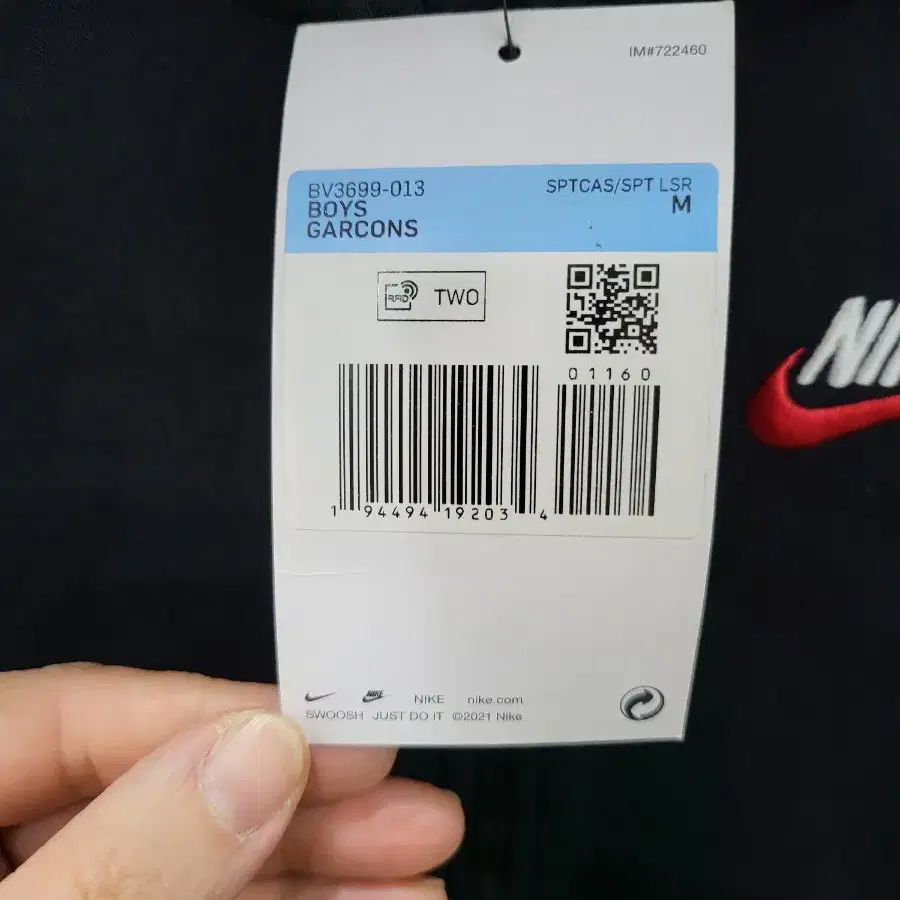 IM#722460
BV3699-013
SPTCAS/SPT LSR
BOYS
M
GARCONS
RFID
TWO
01160
1 94494 19203 4
NIKE nike.com
SWOOSH JUST DO IT ©2021 Nike